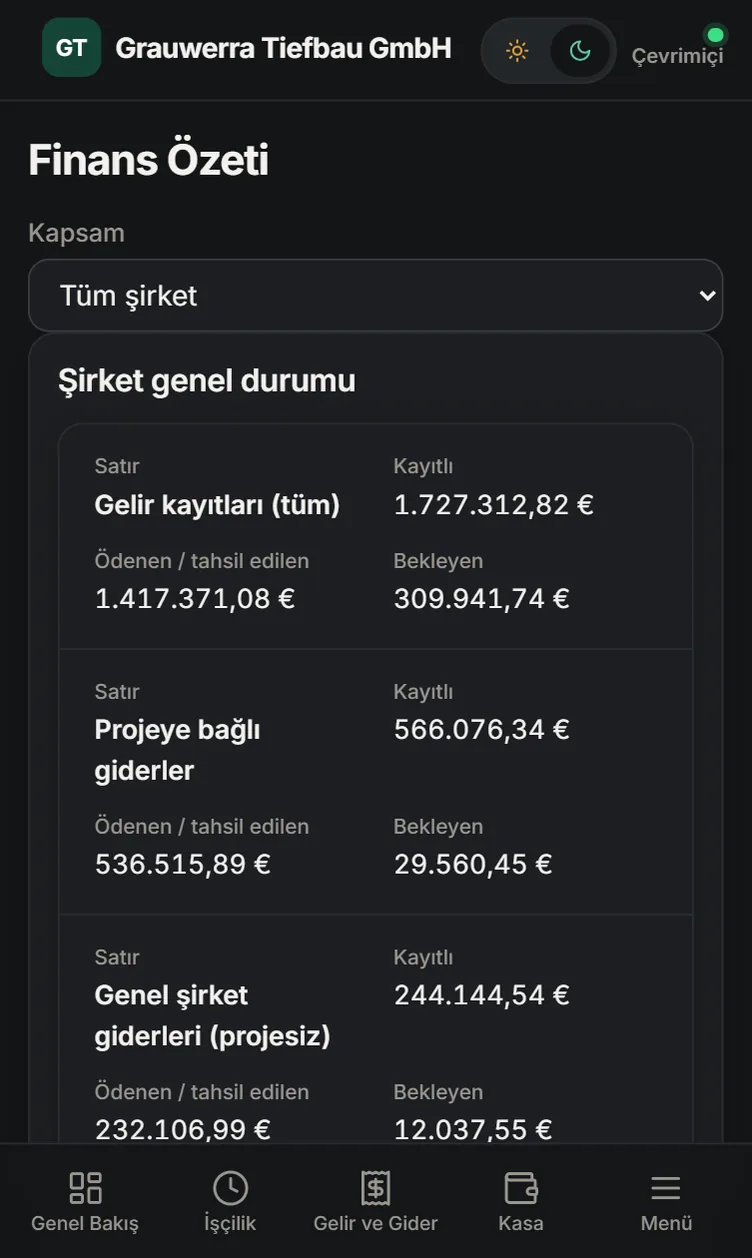 GT
Grauwerra Tiefbau GmbH
Çevrimiçi
Finans Özeti
Kapsam
Tüm şirket
Şirket genel durumu
Satır
Kayıtlı
Gelir kayıtları (tüm)
1.727.312,82 €
Ödenen / tahsil edilen
Bekleyen
1.417.371,08 €
309.941,74 €
Satır
Kayıtlı
Projeye bağlı
giderler
566.076,34 €
Ödenen / tahsil edilen
Bekleyen
536.515,89 €
29.560,45 €
Satır
Kayıtlı
Genel şirket
giderleri (projesiz)
244.144,54 €
Ödenen / tahsil edilen
Bekleyen
232.106,99 €
12.037,55 €
Genel Bakış
İşçilik
Gelir ve Gider
Kasa
Menü